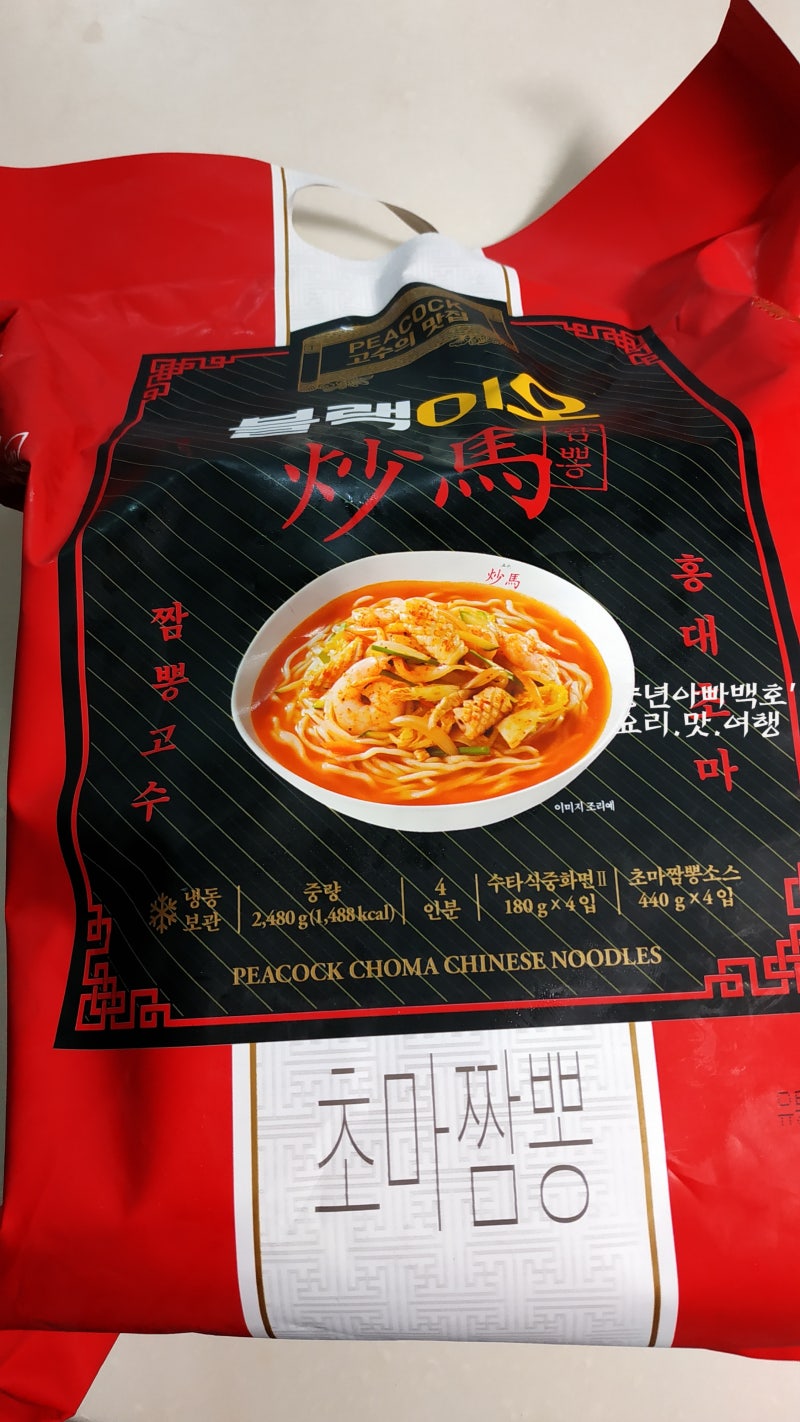 PEACOCK
고수의 맛집
블랙이오
炒馬
짬뽕
炒馬
짬뽕고수
홍대초마
중년아빠백호'
요리.맛.여행
이미지 조리예
냉동
보관
중량
2,480 g(1,488 kcal)
4
인분
수타식중화면Ⅱ
180 g×4입
초마짬뽕소스
440 g×4입
PEACOCK CHOMA CHINESE NOODLES
초마짬뽕